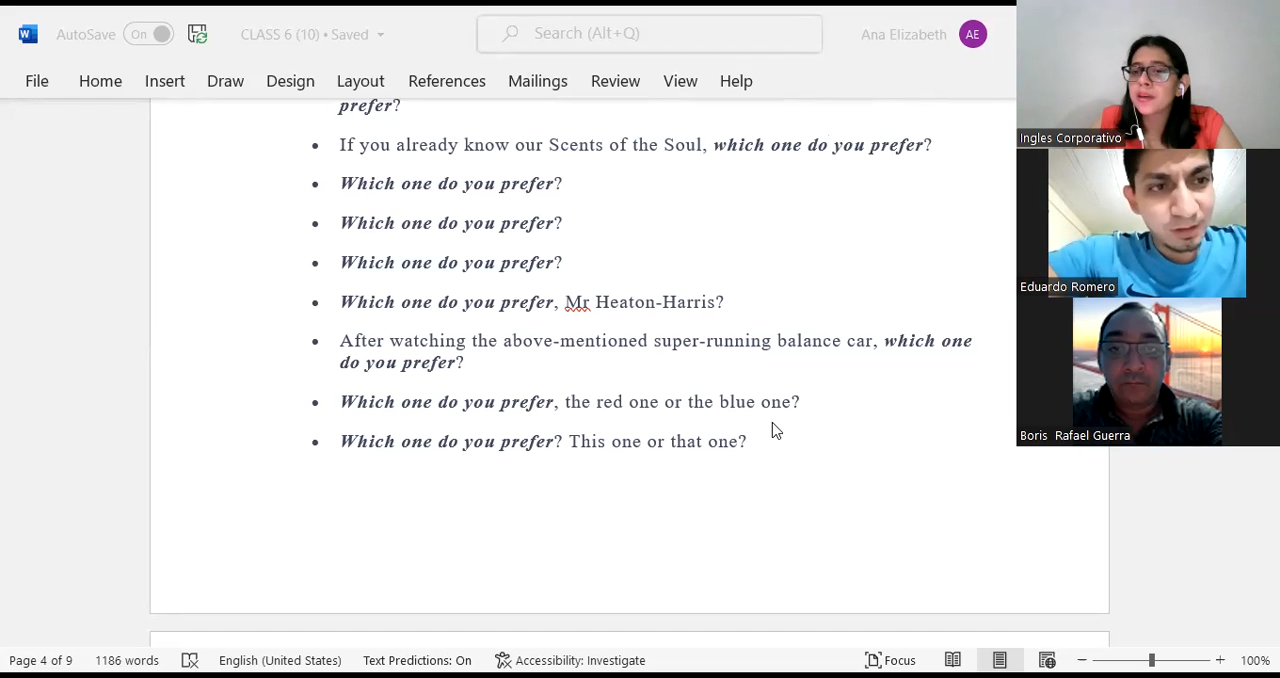 AutoSave On CLASS 6 (10) • Saved Search (Alt+Q) Ana Elizabeth AE
File Home Insert Draw Design Layout References Mailings Review View Help
prefer?
• If you already know our Scents of the Soul, which one do you prefer?
• Which one do you prefer?
• Which one do you prefer?
• Which one do you prefer?
• Which one do you prefer, Mr Heaton-Harris?
• After watching the above-mentioned super-running balance car, which one
do you prefer?
• Which one do you prefer, the red one or the blue one?
• Which one do you prefer? This one or that one?
Ingles Corporativo
Eduardo Romero
Boris Rafael Guerra
Page 4 of 9 1186 words English (United States) Text Predictions: On Accessibility: Investigate Focus 100%